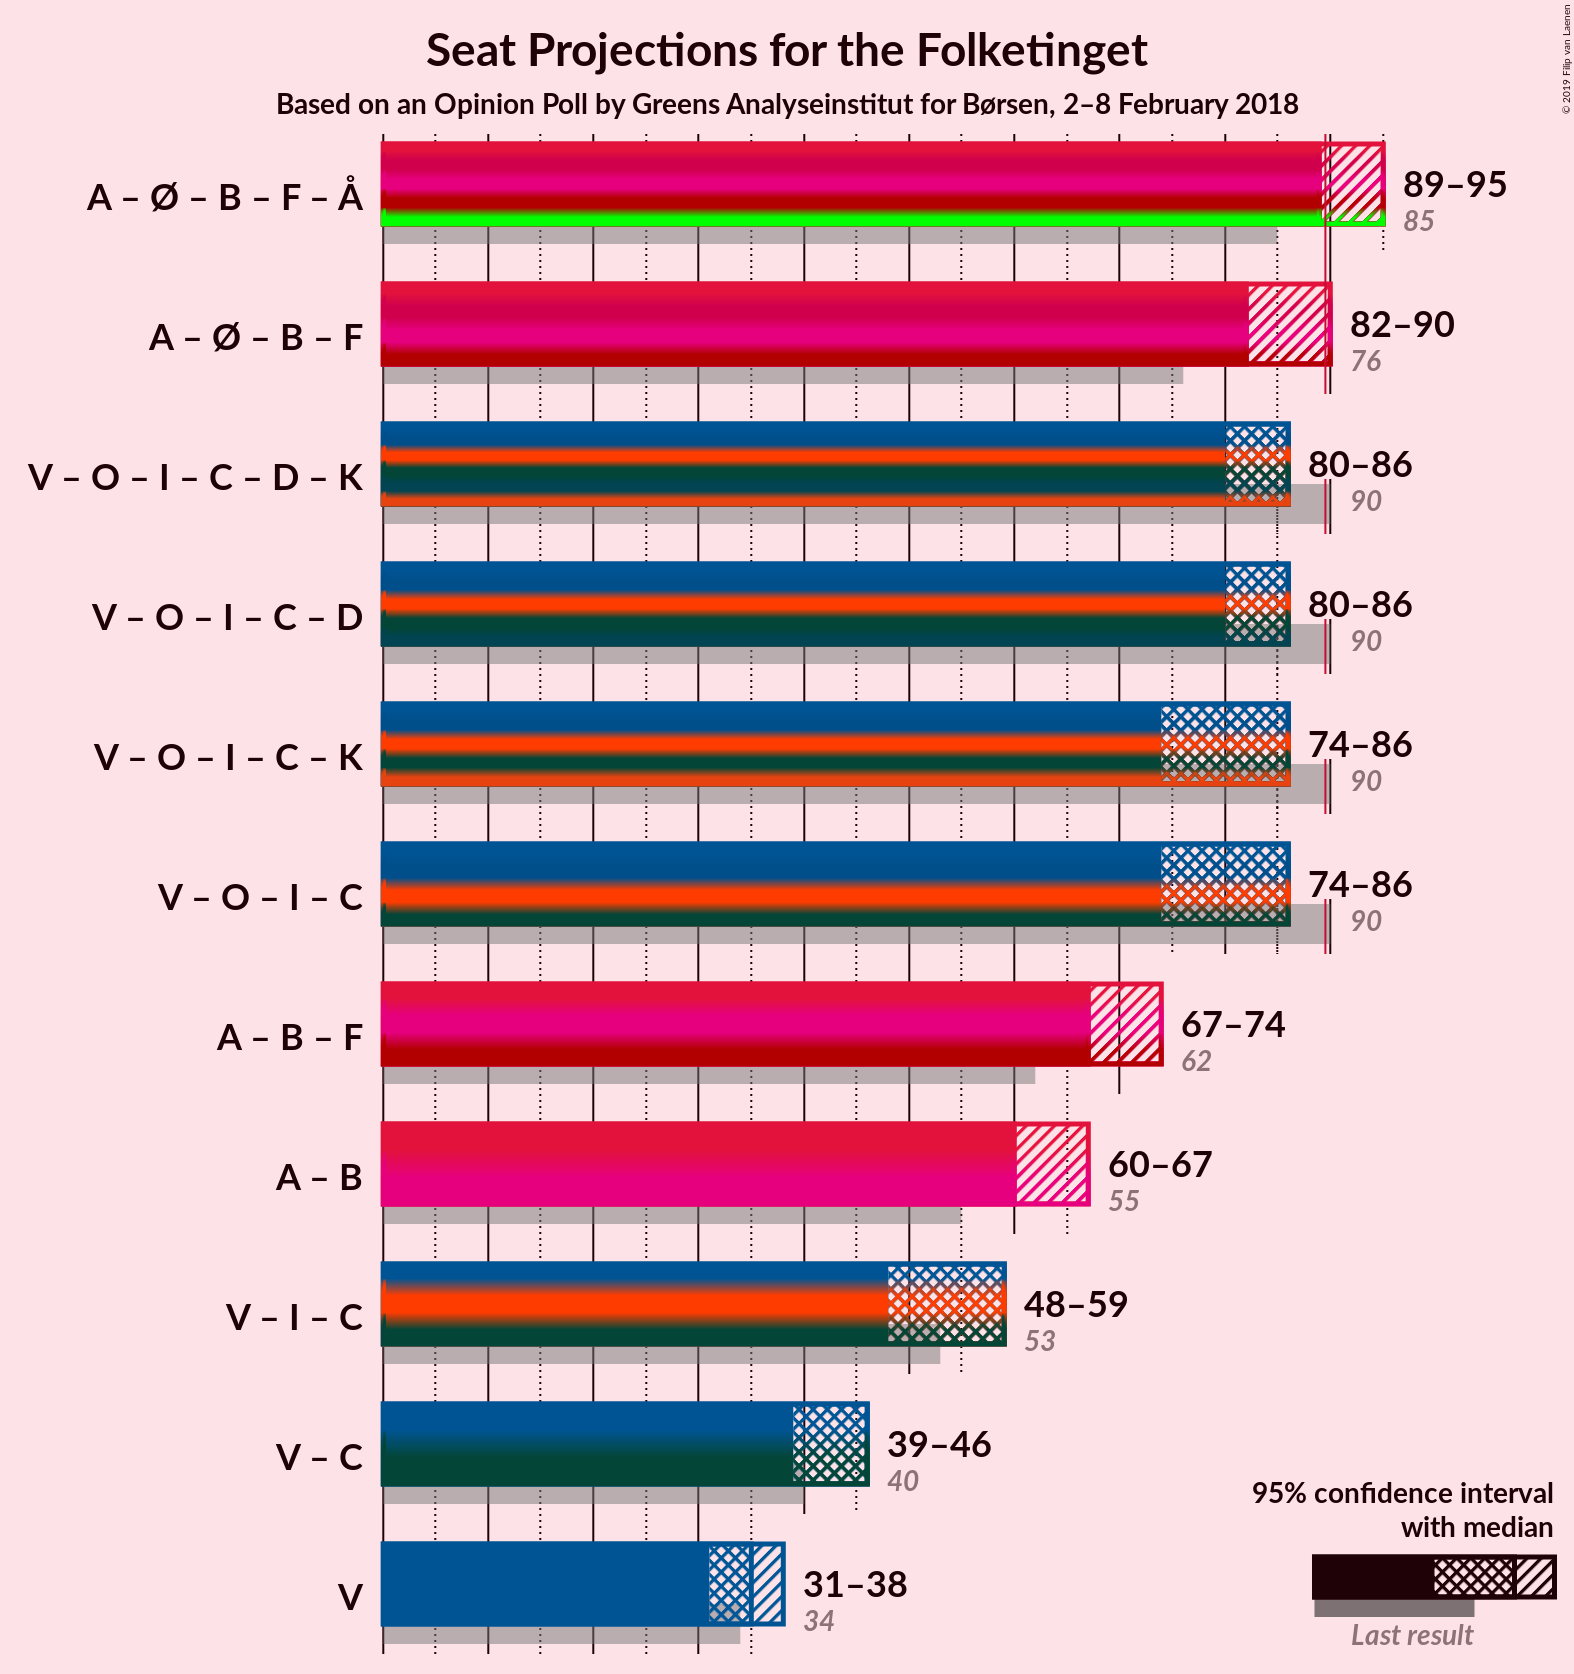 Seat Projections for the Folketinget
Based on an Opinion Poll by Greens Analyseinstitut for Børsen, 2–8 February 2018
© 2019 Filip van Laenen
A – Ø – B – F – Å
89–95
85
A – Ø – B – F
82–90
76
V – O – I – C – D – K
80–86
90
V – O – I – C – D
80–86
90
V – O – I – C – K
74–86
90
V – O – I – C
74–86
90
A – B – F
67–74
62
A – B
60–67
55
V – I – C
48–59
53
V – C
39–46
40
V
31–38
34
95% confidence interval
with median
Last result